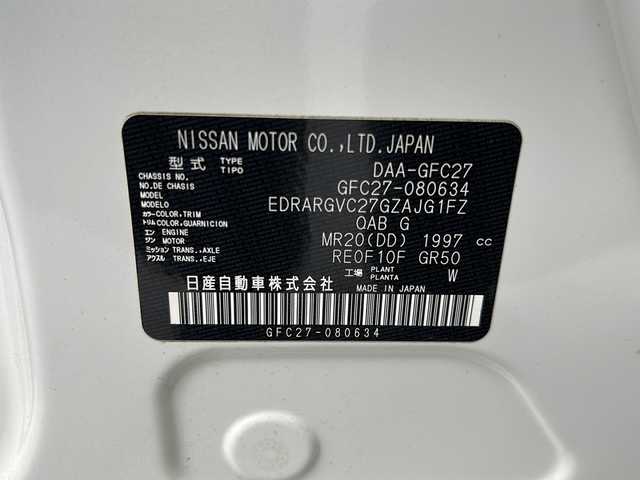 NISSAN MOTOR CO.,LTD.JAPAN
型式 TYPE TIPO DAA-GFC27
CHASSIS NO. NO.DE CHASIS GFC27-080634
MODEL MODELO EDRARGVC27GZAJG1FZ
カラー COLOR,TRIM トリム COLOR,GUARNICION QAB G
エンジン ENGINE MOTOR MR20(DD) 1997 cc
ミッション TRANS.,AXLE アクスル TRANS.,EJE RE0F10F GR50
工場 PLANT PLANTA W
日産自動車株式会社 MADE IN JAPAN
GFC27-080634